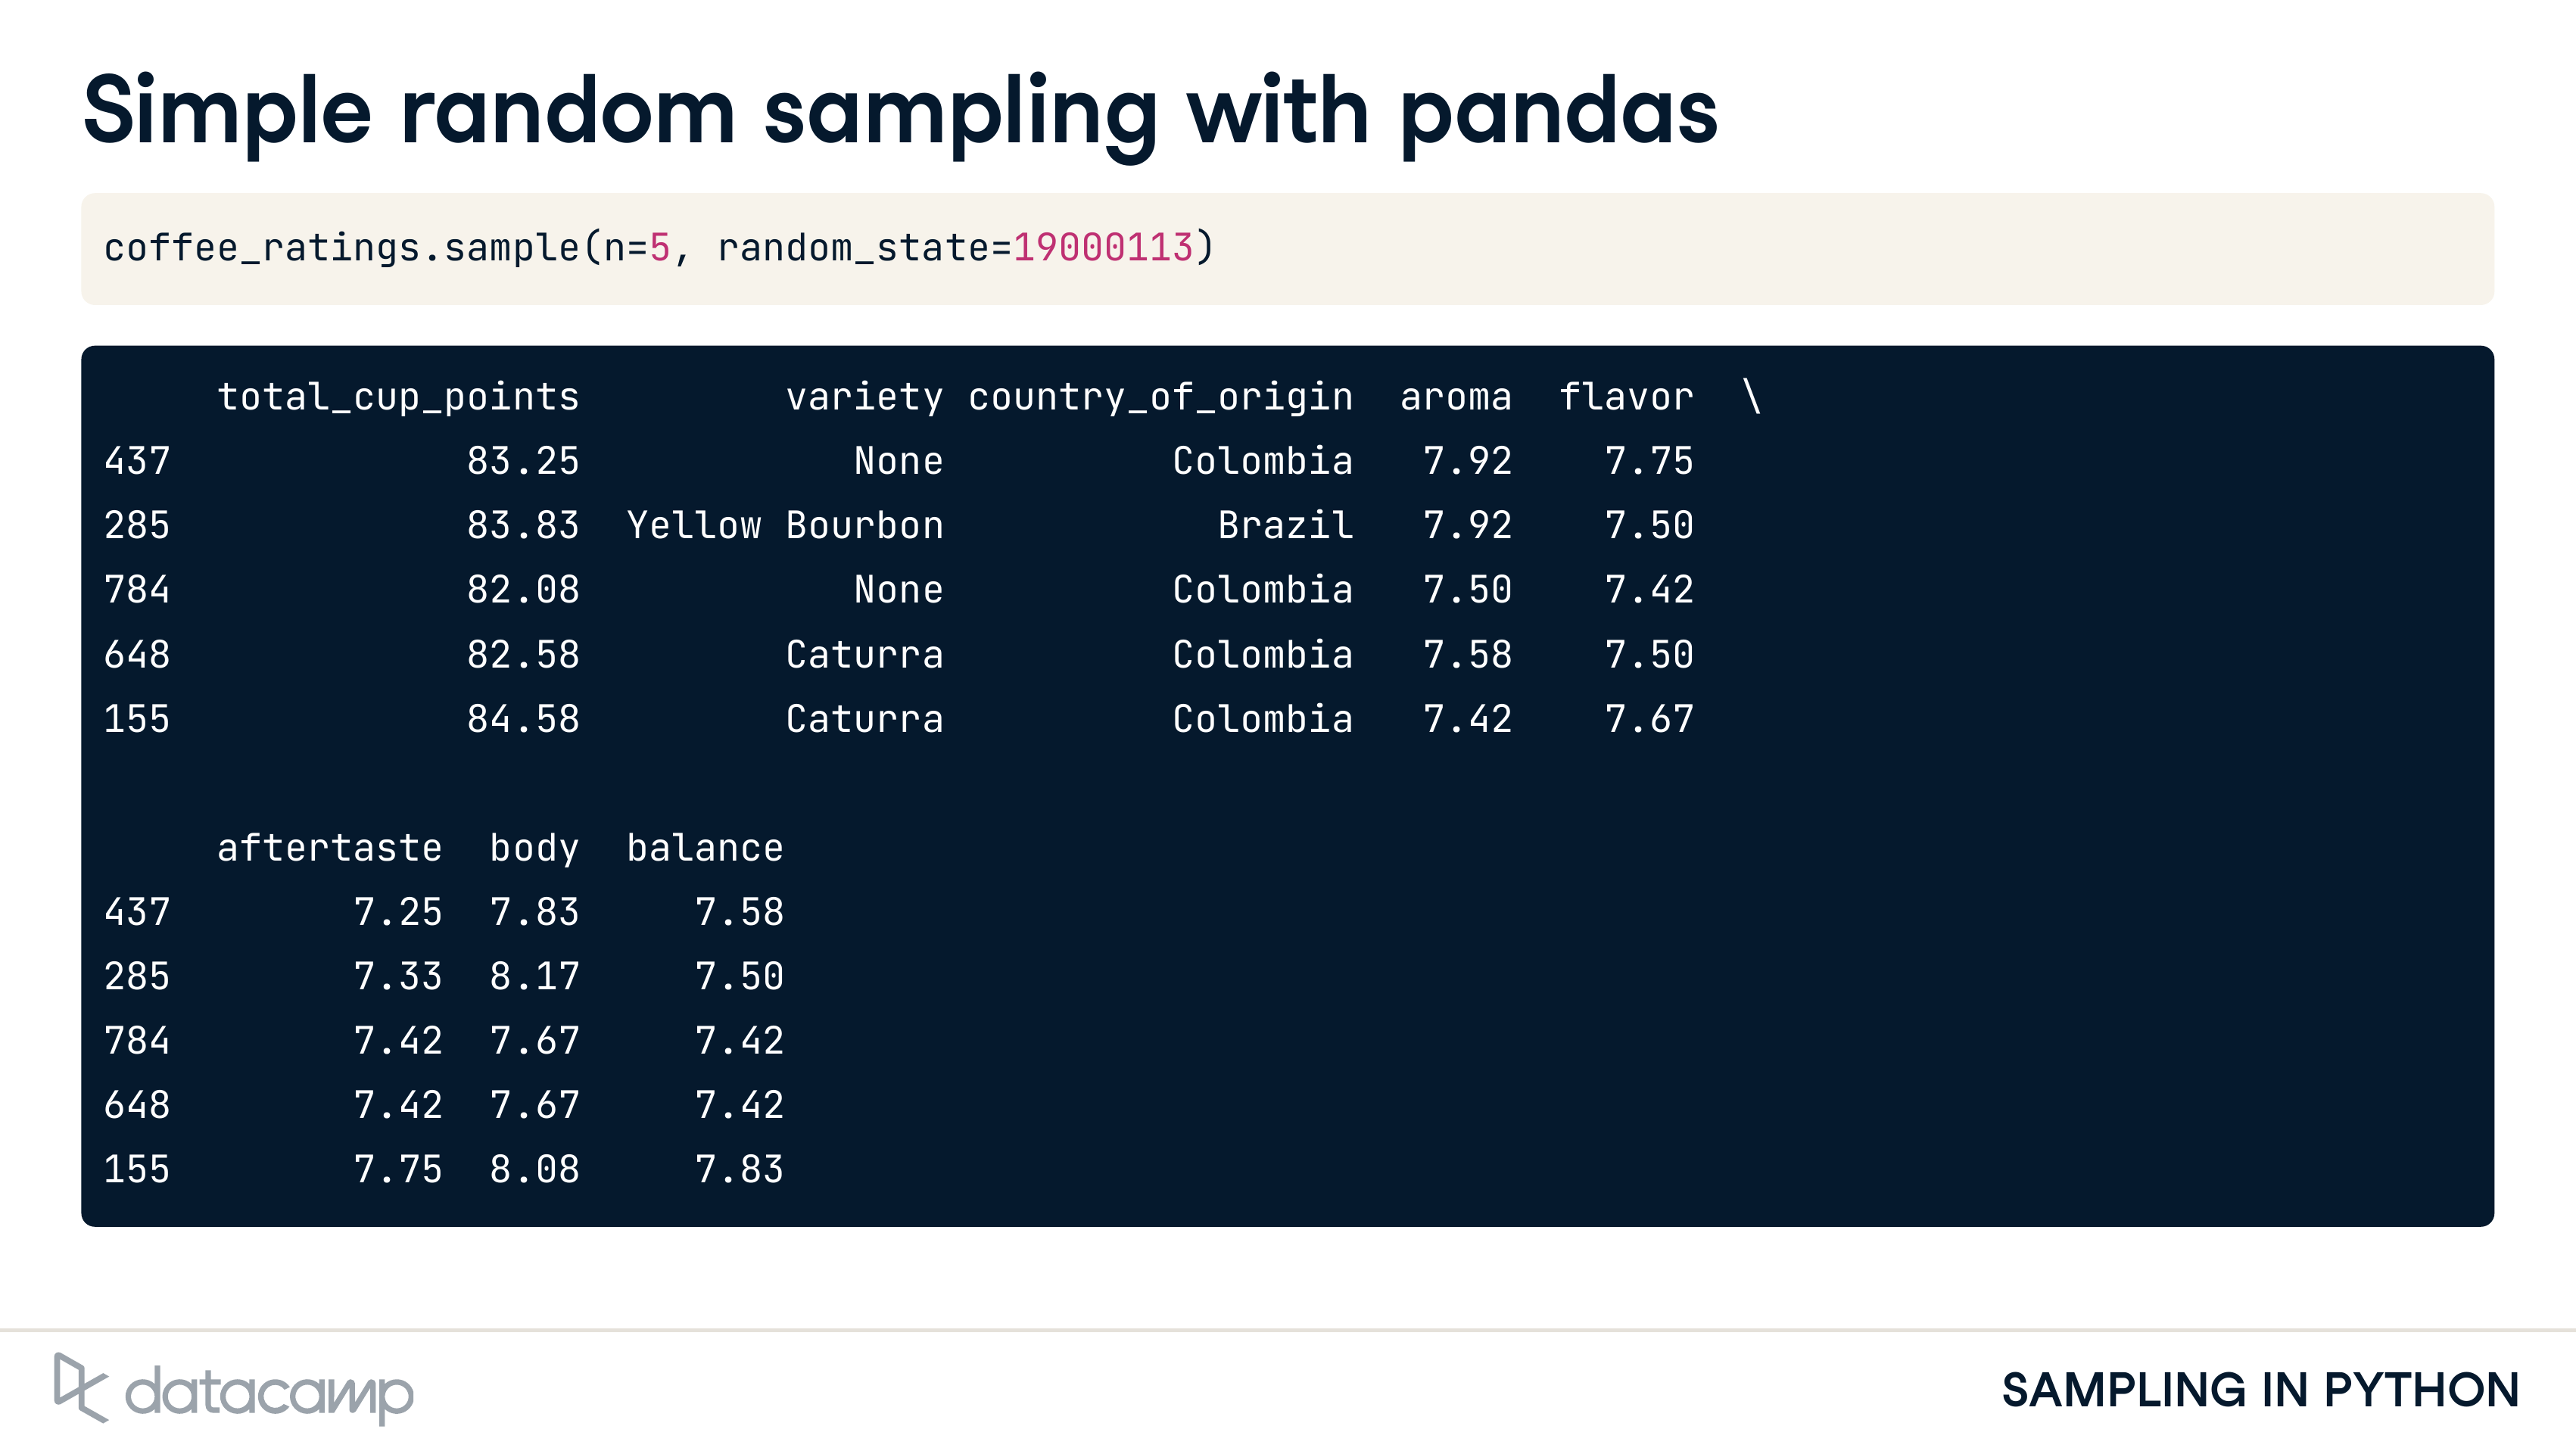 Simple random sampling with pandas
coffee_ratings.sample(n=5, random_state=19000113)
     total_cup_points         variety country_of_origin  aroma  flavor  \
437             83.25            None          Colombia   7.92    7.75
285             83.83  Yellow Bourbon            Brazil   7.92    7.50
784             82.08            None          Colombia   7.50    7.42
648             82.58         Caturra          Colombia   7.58    7.50
155             84.58         Caturra          Colombia   7.42    7.67
     aftertaste  body  balance
437        7.25  7.83     7.58
285        7.33  8.17     7.50
784        7.42  7.67     7.42
648        7.42  7.67     7.42
155        7.75  8.08     7.83
datacamp
SAMPLING IN PYTHON